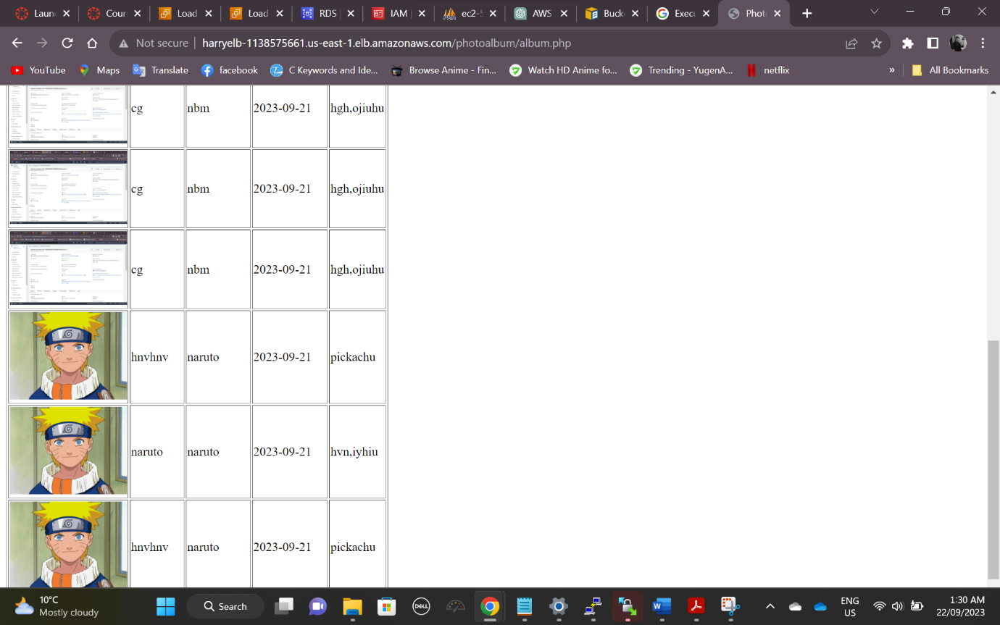 Laun
Cour
Load
Load
RDS |
IAM |
ec2-5
AWS
Buck
Execu
Phot
Not secure
harryelb-1138575661.us-east-1.elb.amazonaws.com/photoalbum/album.php
YouTube
Maps
Translate
facebook
C Keywords and Ide...
Browse Anime - Fin...
Watch HD Anime fo...
Trending - YugenA...
netflix
»
All Bookmarks
cg nbm 2023-09-21 hgh,ojiuhu
cg nbm 2023-09-21 hgh,ojiuhu
cg nbm 2023-09-21 hgh,ojiuhu
hnvhnv naruto 2023-09-21 pickachu
naruto naruto 2023-09-21 hvn,iyhiu
hnvhnv naruto 2023-09-21 pickachu
10°C
Mostly cloudy
Search
DELL
ENG
US
1:30 AM
22/09/2023